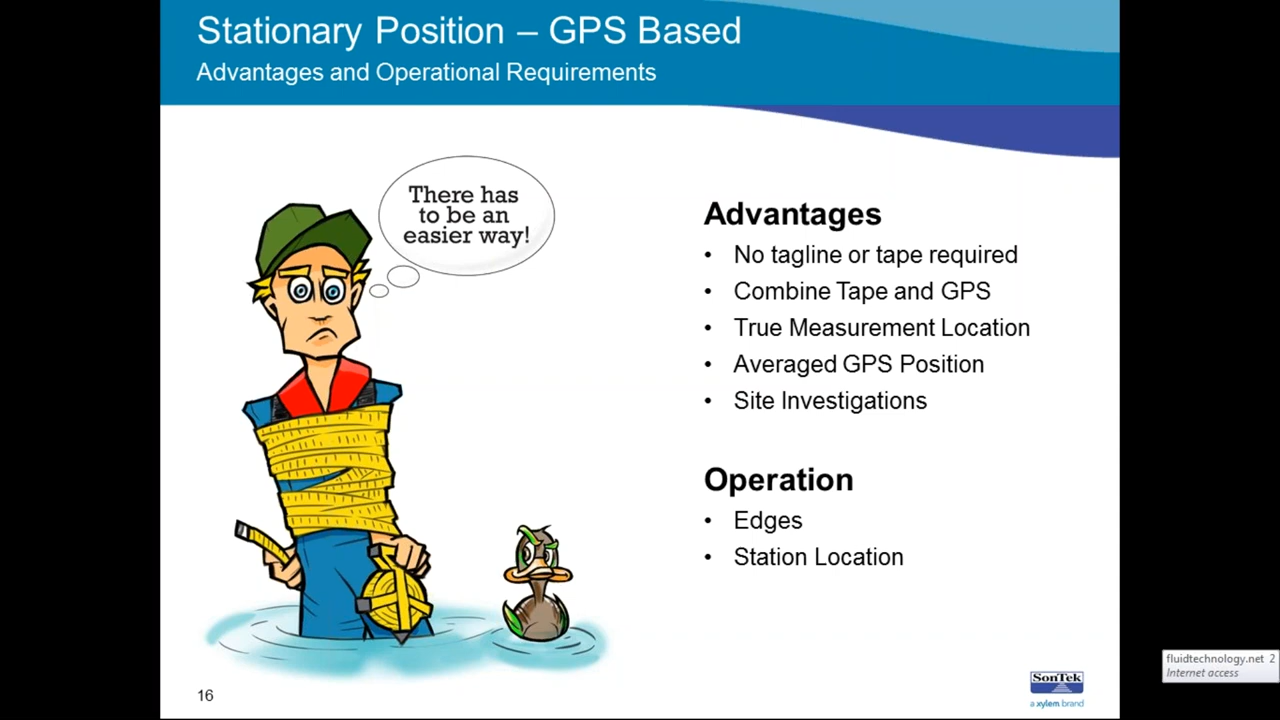 Stationary Position – GPS Based
Advantages and Operational Requirements
There has
to be an
easier way!
Advantages
• No tagline or tape required
• Combine Tape and GPS
• True Measurement Location
• Averaged GPS Position
• Site Investigations
Operation
• Edges
• Station Location
16
SonTek
a xylem brand
fluidtechnology.net 2
Internet access